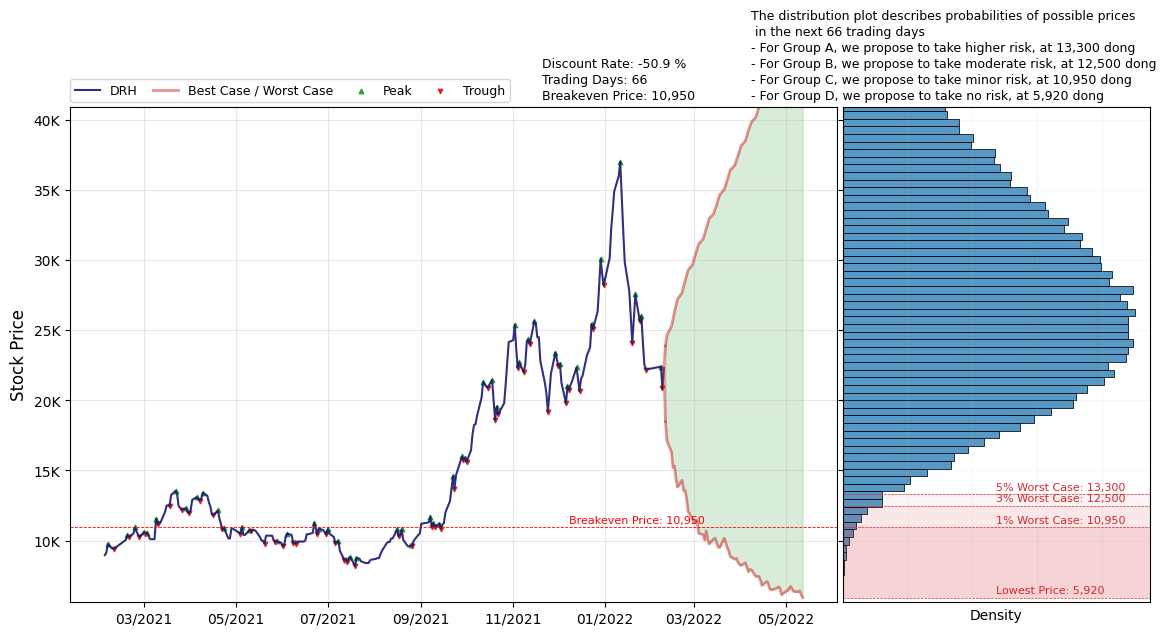 The distribution plot describes probabilities of possible prices
in the next 66 trading days
- For Group A, we propose to take higher risk, at 13,300 dong
- For Group B, we propose to take moderate risk, at 12,500 dong
- For Group C, we propose to take minor risk, at 10,950 dong
- For Group D, we propose to take no risk, at 5,920 dong
Discount Rate: -50.9 %
Trading Days: 66
Breakeven Price: 10,950
DRH
Best Case / Worst Case
Peak
Trough
Stock Price
40K
35K
30K
25K
20K
15K
10K
Breakeven Price: 10,950
03/2021
05/2021
07/2021
09/2021
11/2021
01/2022
03/2022
05/2022
5% Worst Case: 13,300
3% Worst Case: 12,500
1% Worst Case: 10,950
Lowest Price: 5,920
Density